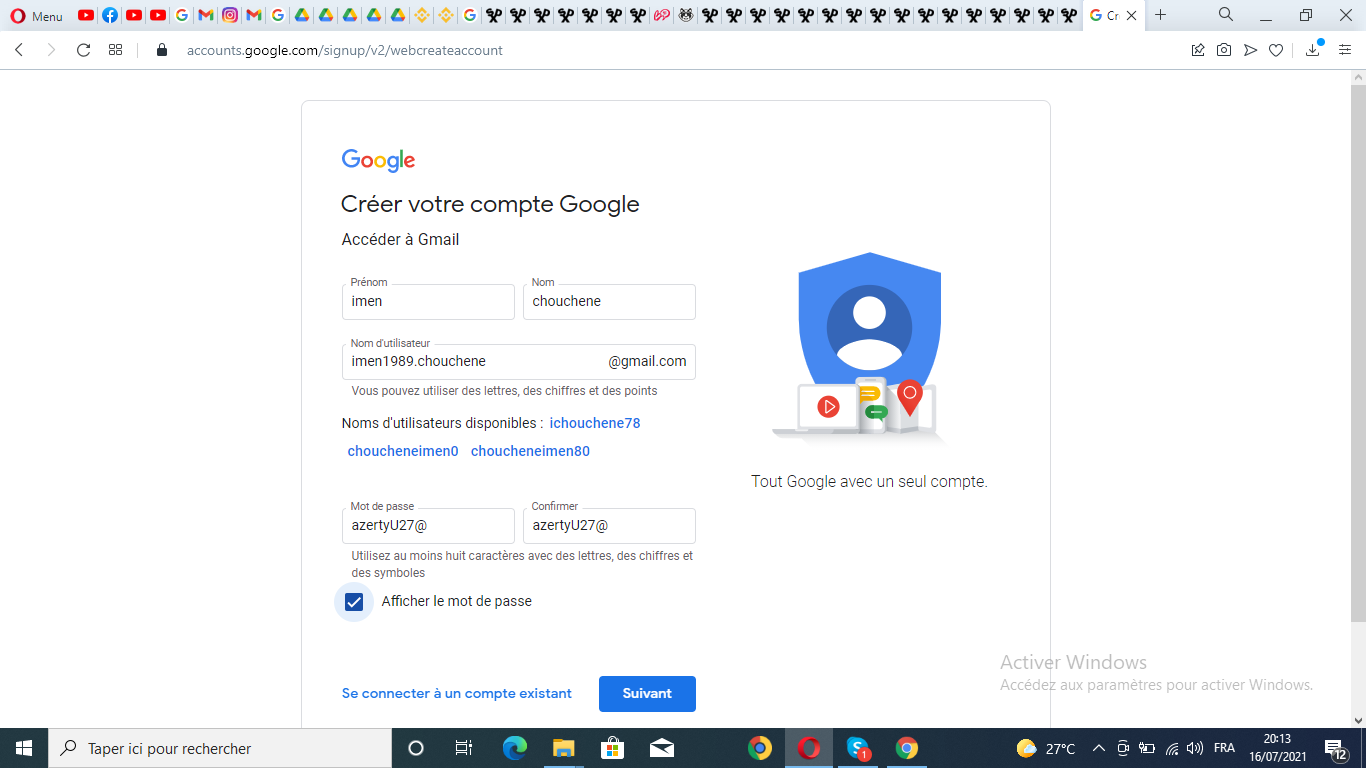 Menu
Cr
accounts.google.com/signup/v2/webcreateaccount
Google
Créer votre compte Google
Accéder à Gmail
Prénom Nom
imen chouchene
Nom d'utilisateur
imen1989.chouchene @gmail.com
Vous pouvez utiliser des lettres, des chiffres et des points
Noms d'utilisateurs disponibles : ichouchene78
choucheneimen0 choucheneimen80
Tout Google avec un seul compte.
Mot de passe Confirmer
azertyU27@ azertyU27@
Utilisez au moins huit caractères avec des lettres, des chiffres et
des symboles
Afficher le mot de passe
Se connecter à un compte existant Suivant
Activer Windows
Accédez aux paramètres pour activer Windows.
Taper ici pour rechercher
1
27°C
FRA
20:13
16/07/2021
12